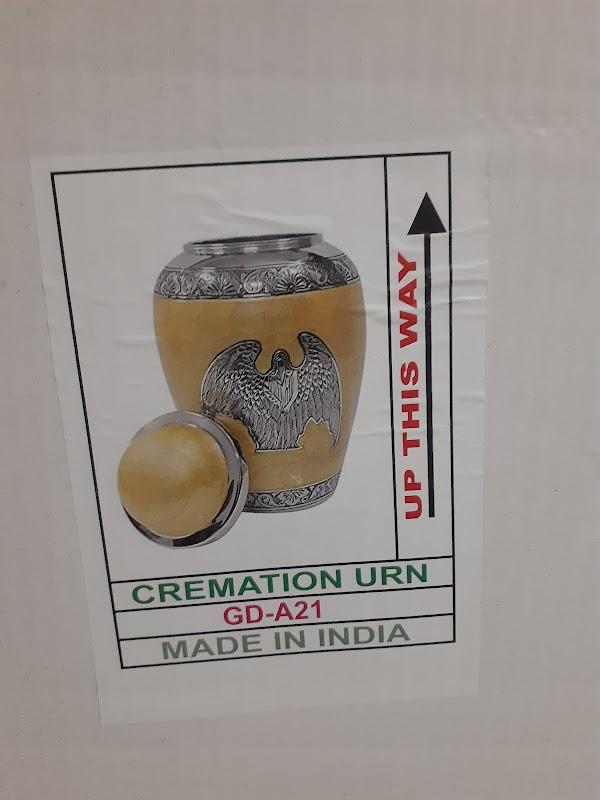 UP THIS WAY
CREMATION URN
GD-A21
MADE IN INDIA